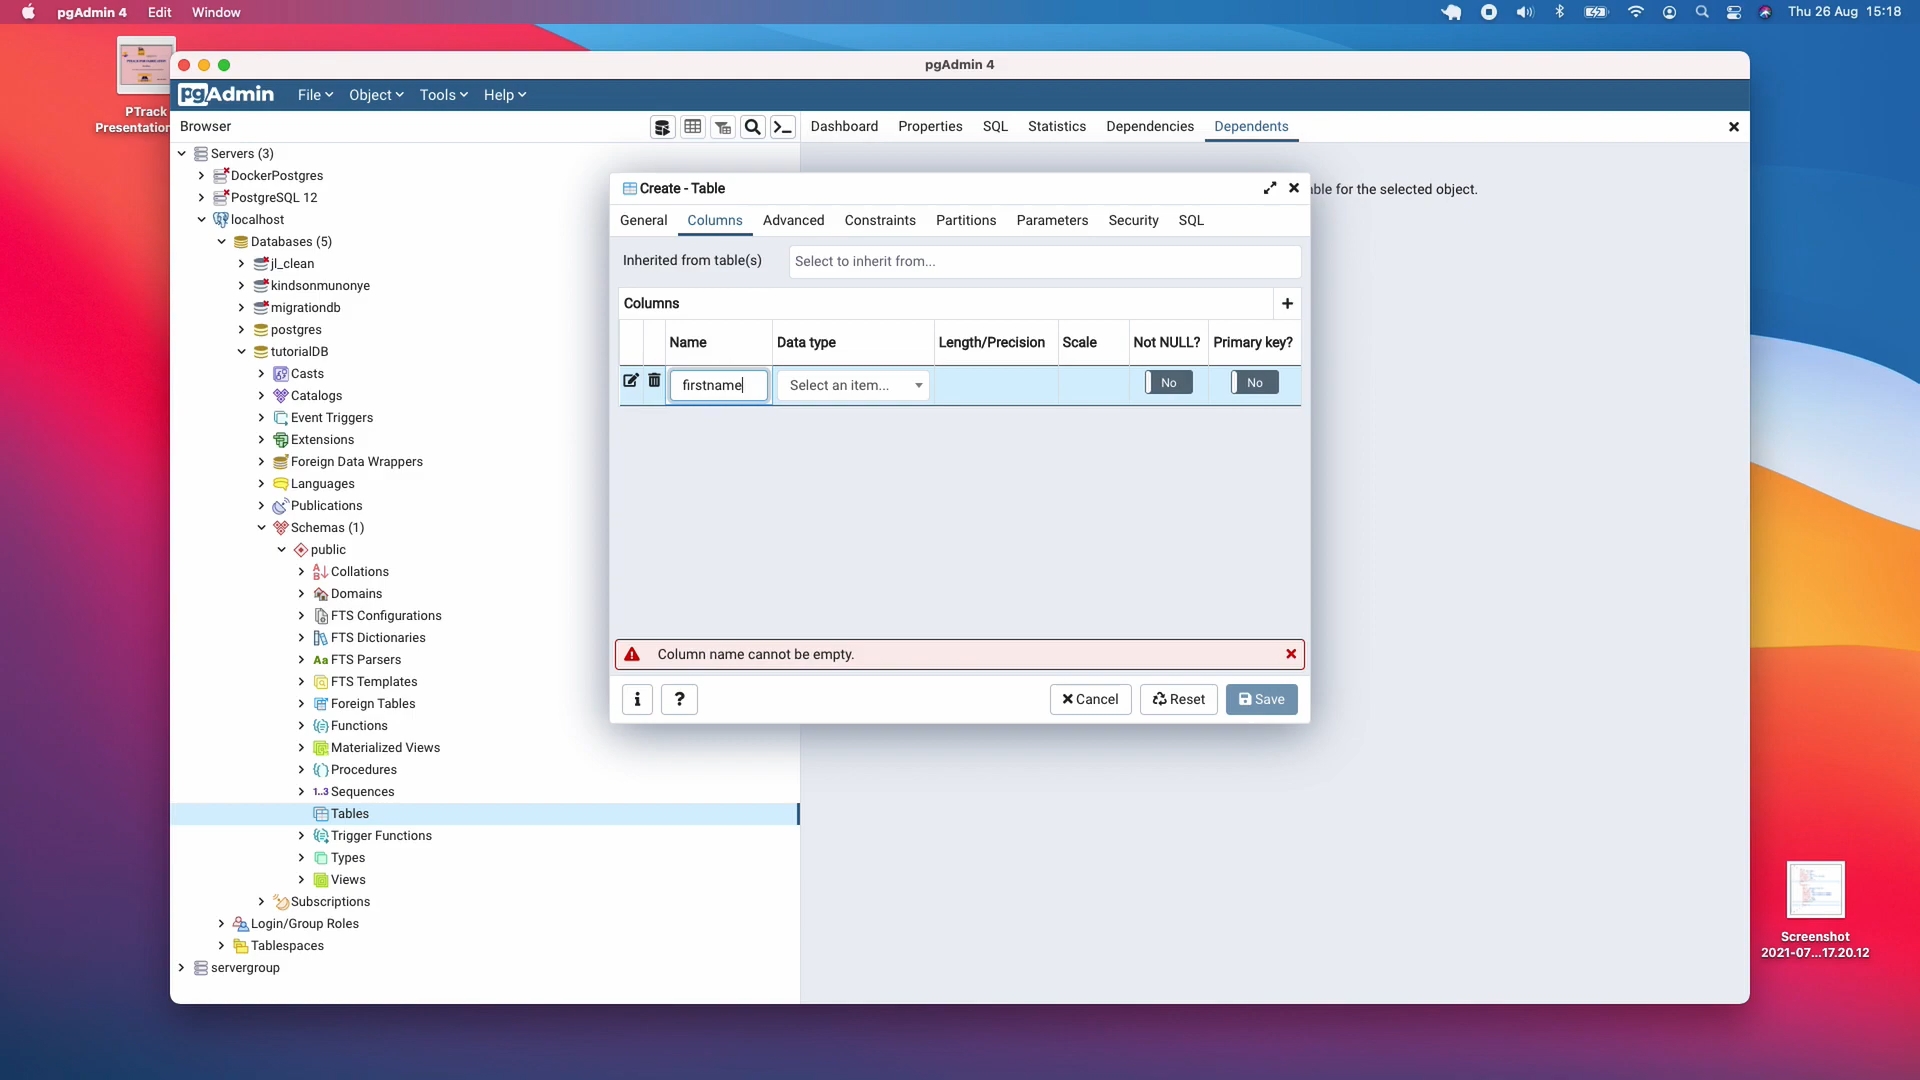 pgAdmin 4 Edit Window Thu 26 Aug 15:18
PTrack
Presentation
pgAdmin 4
pgAdmin File Object Tools Help
Browser
Dashboard Properties SQL Statistics Dependencies Dependents
Servers (3)
DockerPostgres
PostgreSQL 12
localhost
Databases (5)
jl_clean
kindsonmunonye
migrationdb
postgres
tutorialDB
Casts
Catalogs
Event Triggers
Extensions
Foreign Data Wrappers
Languages
Publications
Schemas (1)
public
Collations
Domains
FTS Configurations
FTS Dictionaries
Aa FTS Parsers
FTS Templates
Foreign Tables
Functions
Materialized Views
Procedures
1..3 Sequences
Tables
Trigger Functions
Types
Views
Subscriptions
Login/Group Roles
Tablespaces
servergroup
Create - Table
ble for the selected object.
General Columns Advanced Constraints Partitions Parameters Security SQL
Inherited from table(s) Select to inherit from...
Columns
Name Data type Length/Precision Scale Not NULL? Primary key?
firstname Select an item... No No
Column name cannot be empty.
i ? Cancel Reset Save
Screenshot
2021-07...17.20.12